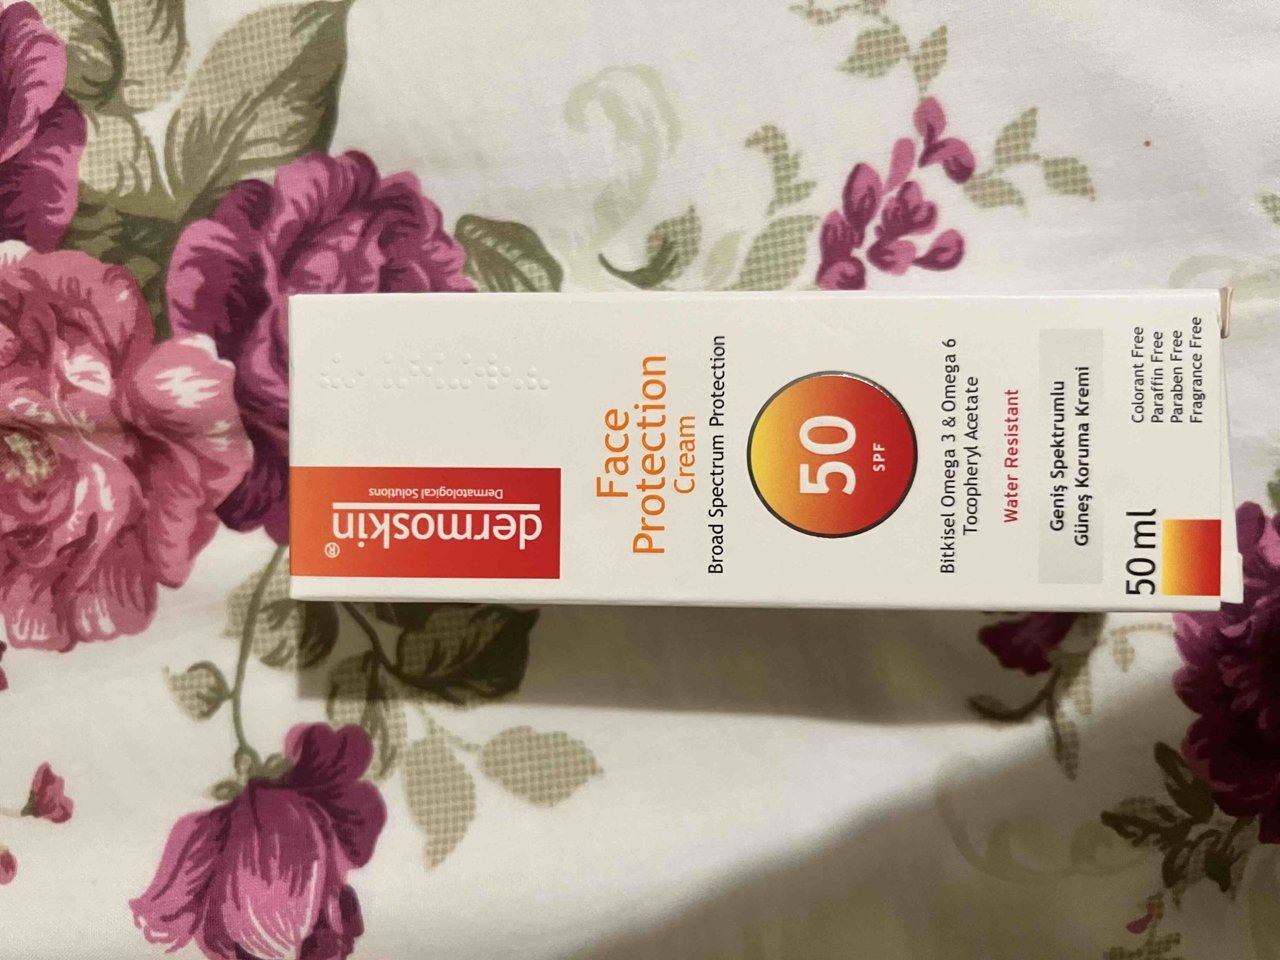 dermoskin®
Dermatological Solutions
Face
Protection
Cream
Broad Spectrum Protection
50
SPF
Bitkisel Omega 3 & Omega 6
Tocopheryl Acetate
Water Resistant
Geniş Spektrumlu
Güneş Koruma Kremi
50 ml
Colorant Free
Paraffin Free
Paraben Free
Fragrance Free